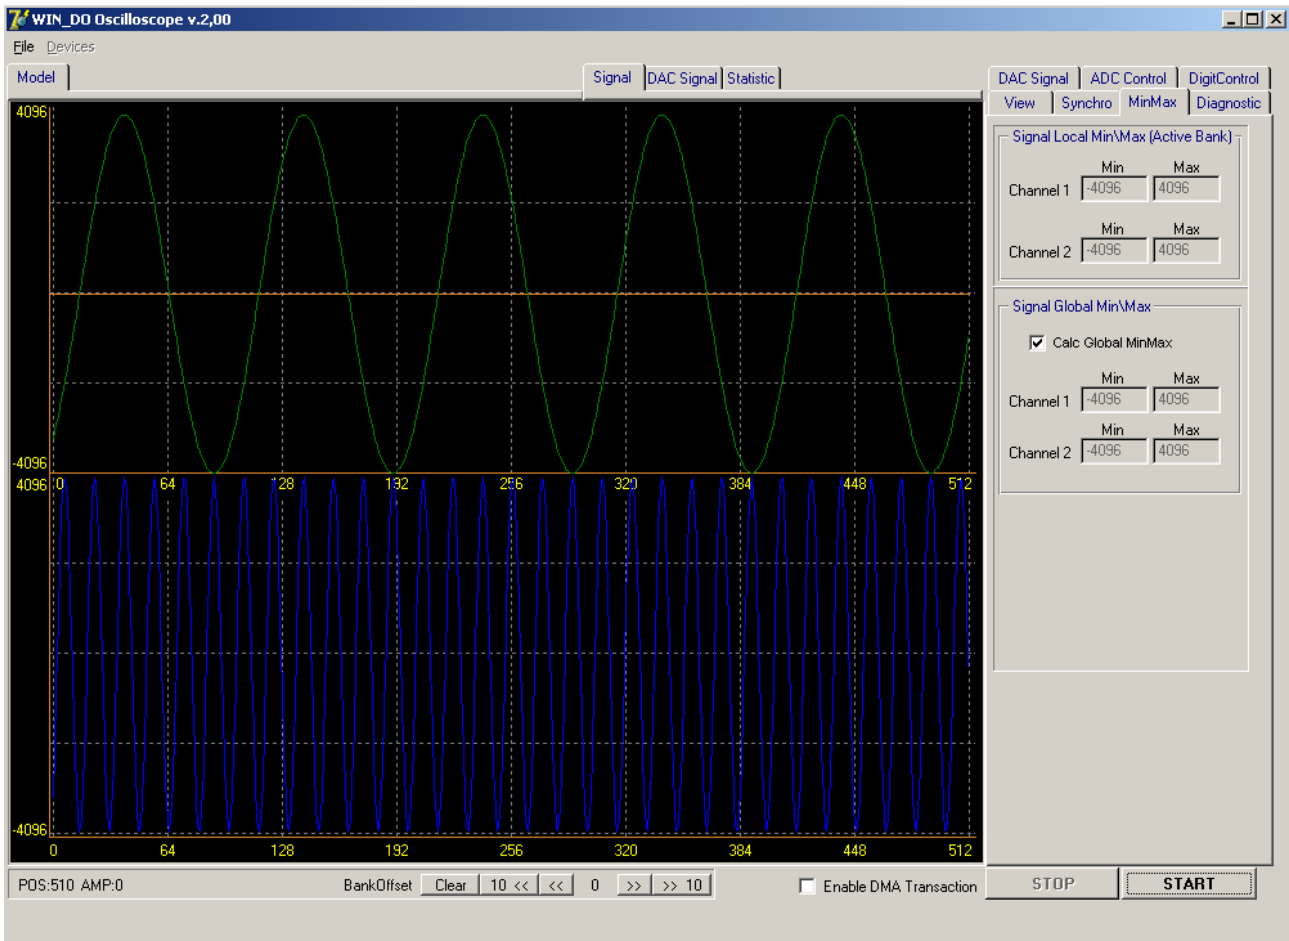 WIN_DO Oscilloscope v.2,00
File Devices
Model Signal DAC Signal Statistic
DAC Signal ADC Control DigitControl
View Synchro MinMax Diagnostic
4096
-4096
4096 0 64 128 192 256 320 384 448 512
-4096
0 64 128 192 256 320 384 448 512
Signal Local Min\Max (Active Bank)
Min Max
Channel 1 -4096 4096
Min Max
Channel 2 -4096 4096
Signal Global Min\Max
Calc Global MinMax
Min Max
Channel 1 -4096 4096
Min Max
Channel 2 -4096 4096
POS:510 AMP:0 BankOffset Clear 10 << << 0 >> >> 10 Enable DMA Transaction STOP START